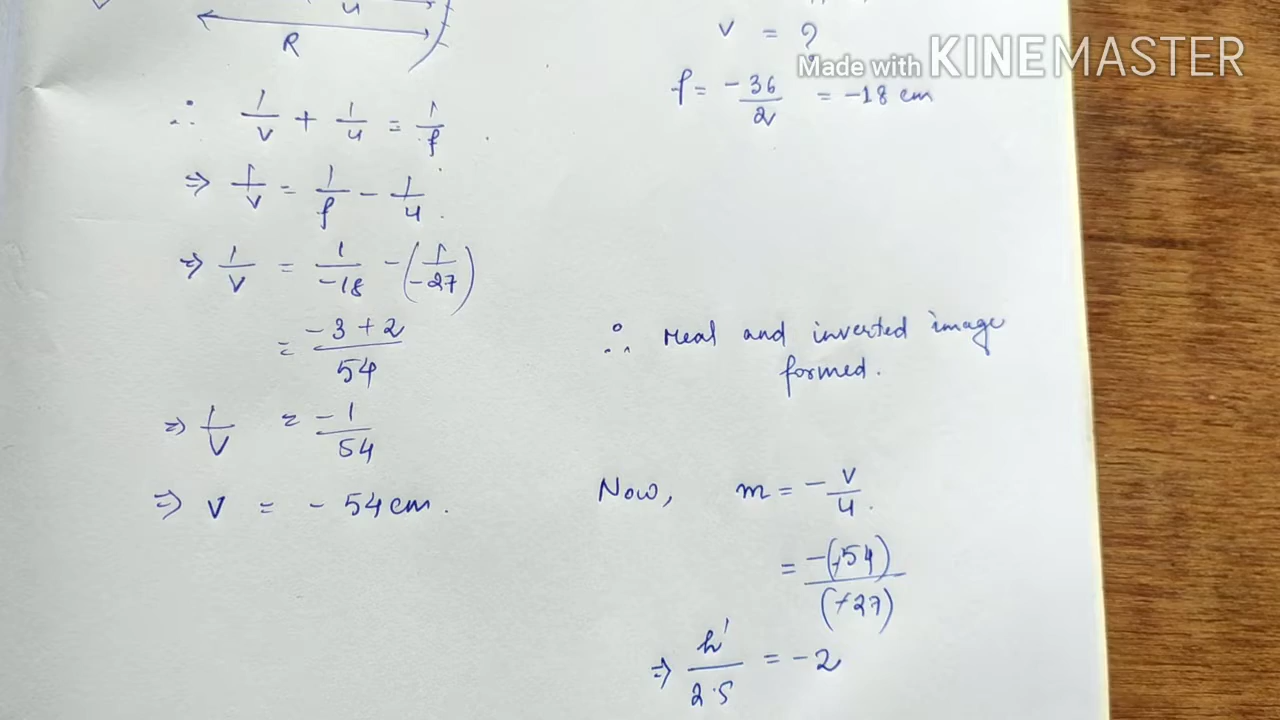 u
R
∴ 1/v + 1/u = 1/f
⇒ 1/v = 1/f - 1/u.
⇒ 1/v = 1/-18 - (1/-27)
= -3+2/54
⇒ 1/v = -1/54
⇒ v = - 54 cm.
v = ?
Made with KINEMASTER
f = -36/2 = -18 cm
∴ real and inverted image
formed.
Now, m = - v/u.
= -(-54)/(-27)
⇒ h'/2.5 = -2